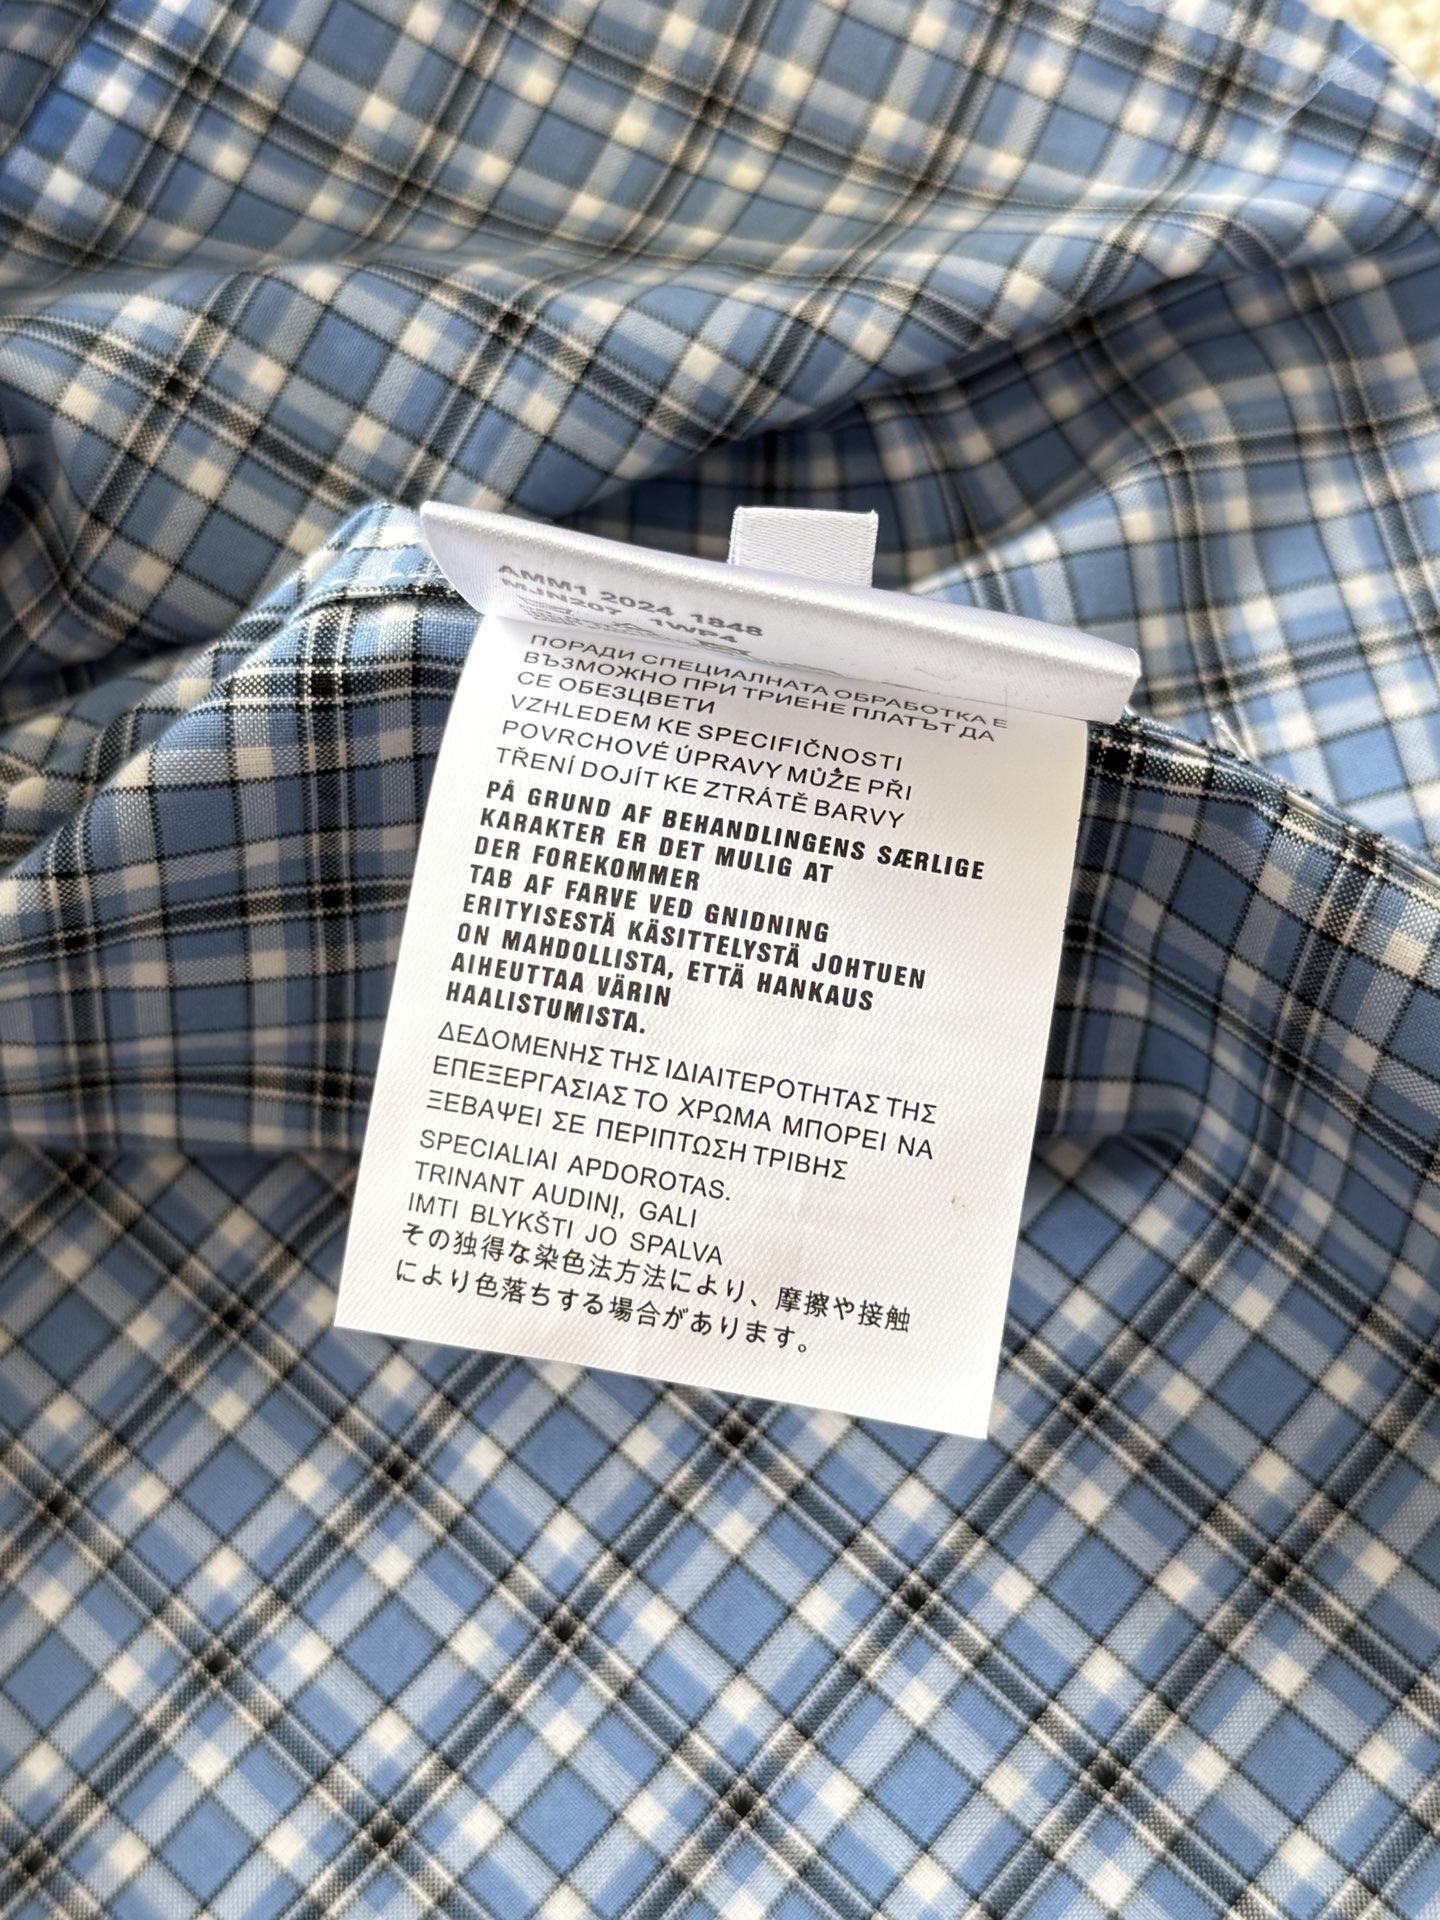 AMM1 2024 1848
MJN207 1WP4
ПОРАДИ СПЕЦИАЛНАТА ОБРАБОТКА Е
ВЪЗМОЖНО ПРИ ТРИЕНЕ ПЛАТЪТ ДА
СЕ ОБЕЗЦВЕТИ
VZHLEDEM KE SPECIFIČNOSTI
POVRCHOVÉ ÚPRAVY MŮŽE PŘI
TŘENÍ DOJÍT KE ZTRÁTĚ BARVY
PÅ GRUND AF BEHANDLINGENS SÆRLIGE
KARAKTER ER DET MULIG AT
DER FOREKOMMER
TAB AF FARVE VED GNIDNING
ERITYISESTÄ KÄSITTELYSTÄ JOHTUEN
ON MAHDOLLISTA, ETTÄ HANKAUS
AIHEUTTAA VÄRIN
HAALISTUMISTA.
ΔΕΔΟΜΕΝΗΣ ΤΗΣ ΙΔΙΑΙΤΕΡΟΤΗΤΑΣ ΤΗΣ
ΕΠΕΞΕΡΓΑΣΙΑΣ ΤΟ ΧΡΩΜΑ ΜΠΟΡΕΙ ΝΑ
ΞΕΒΑΨΕΙ ΣΕ ΠΕΡΙΠΤΩΣΗ ΤΡΙΒΗΣ
SPECIALIAI APDOROTAS.
TRINANT AUDINĮ, GALI
IMTI BLYKŠTI JO SPALVA
その独得な染色法方法により、摩擦や接触
により色落ちする場合があります。